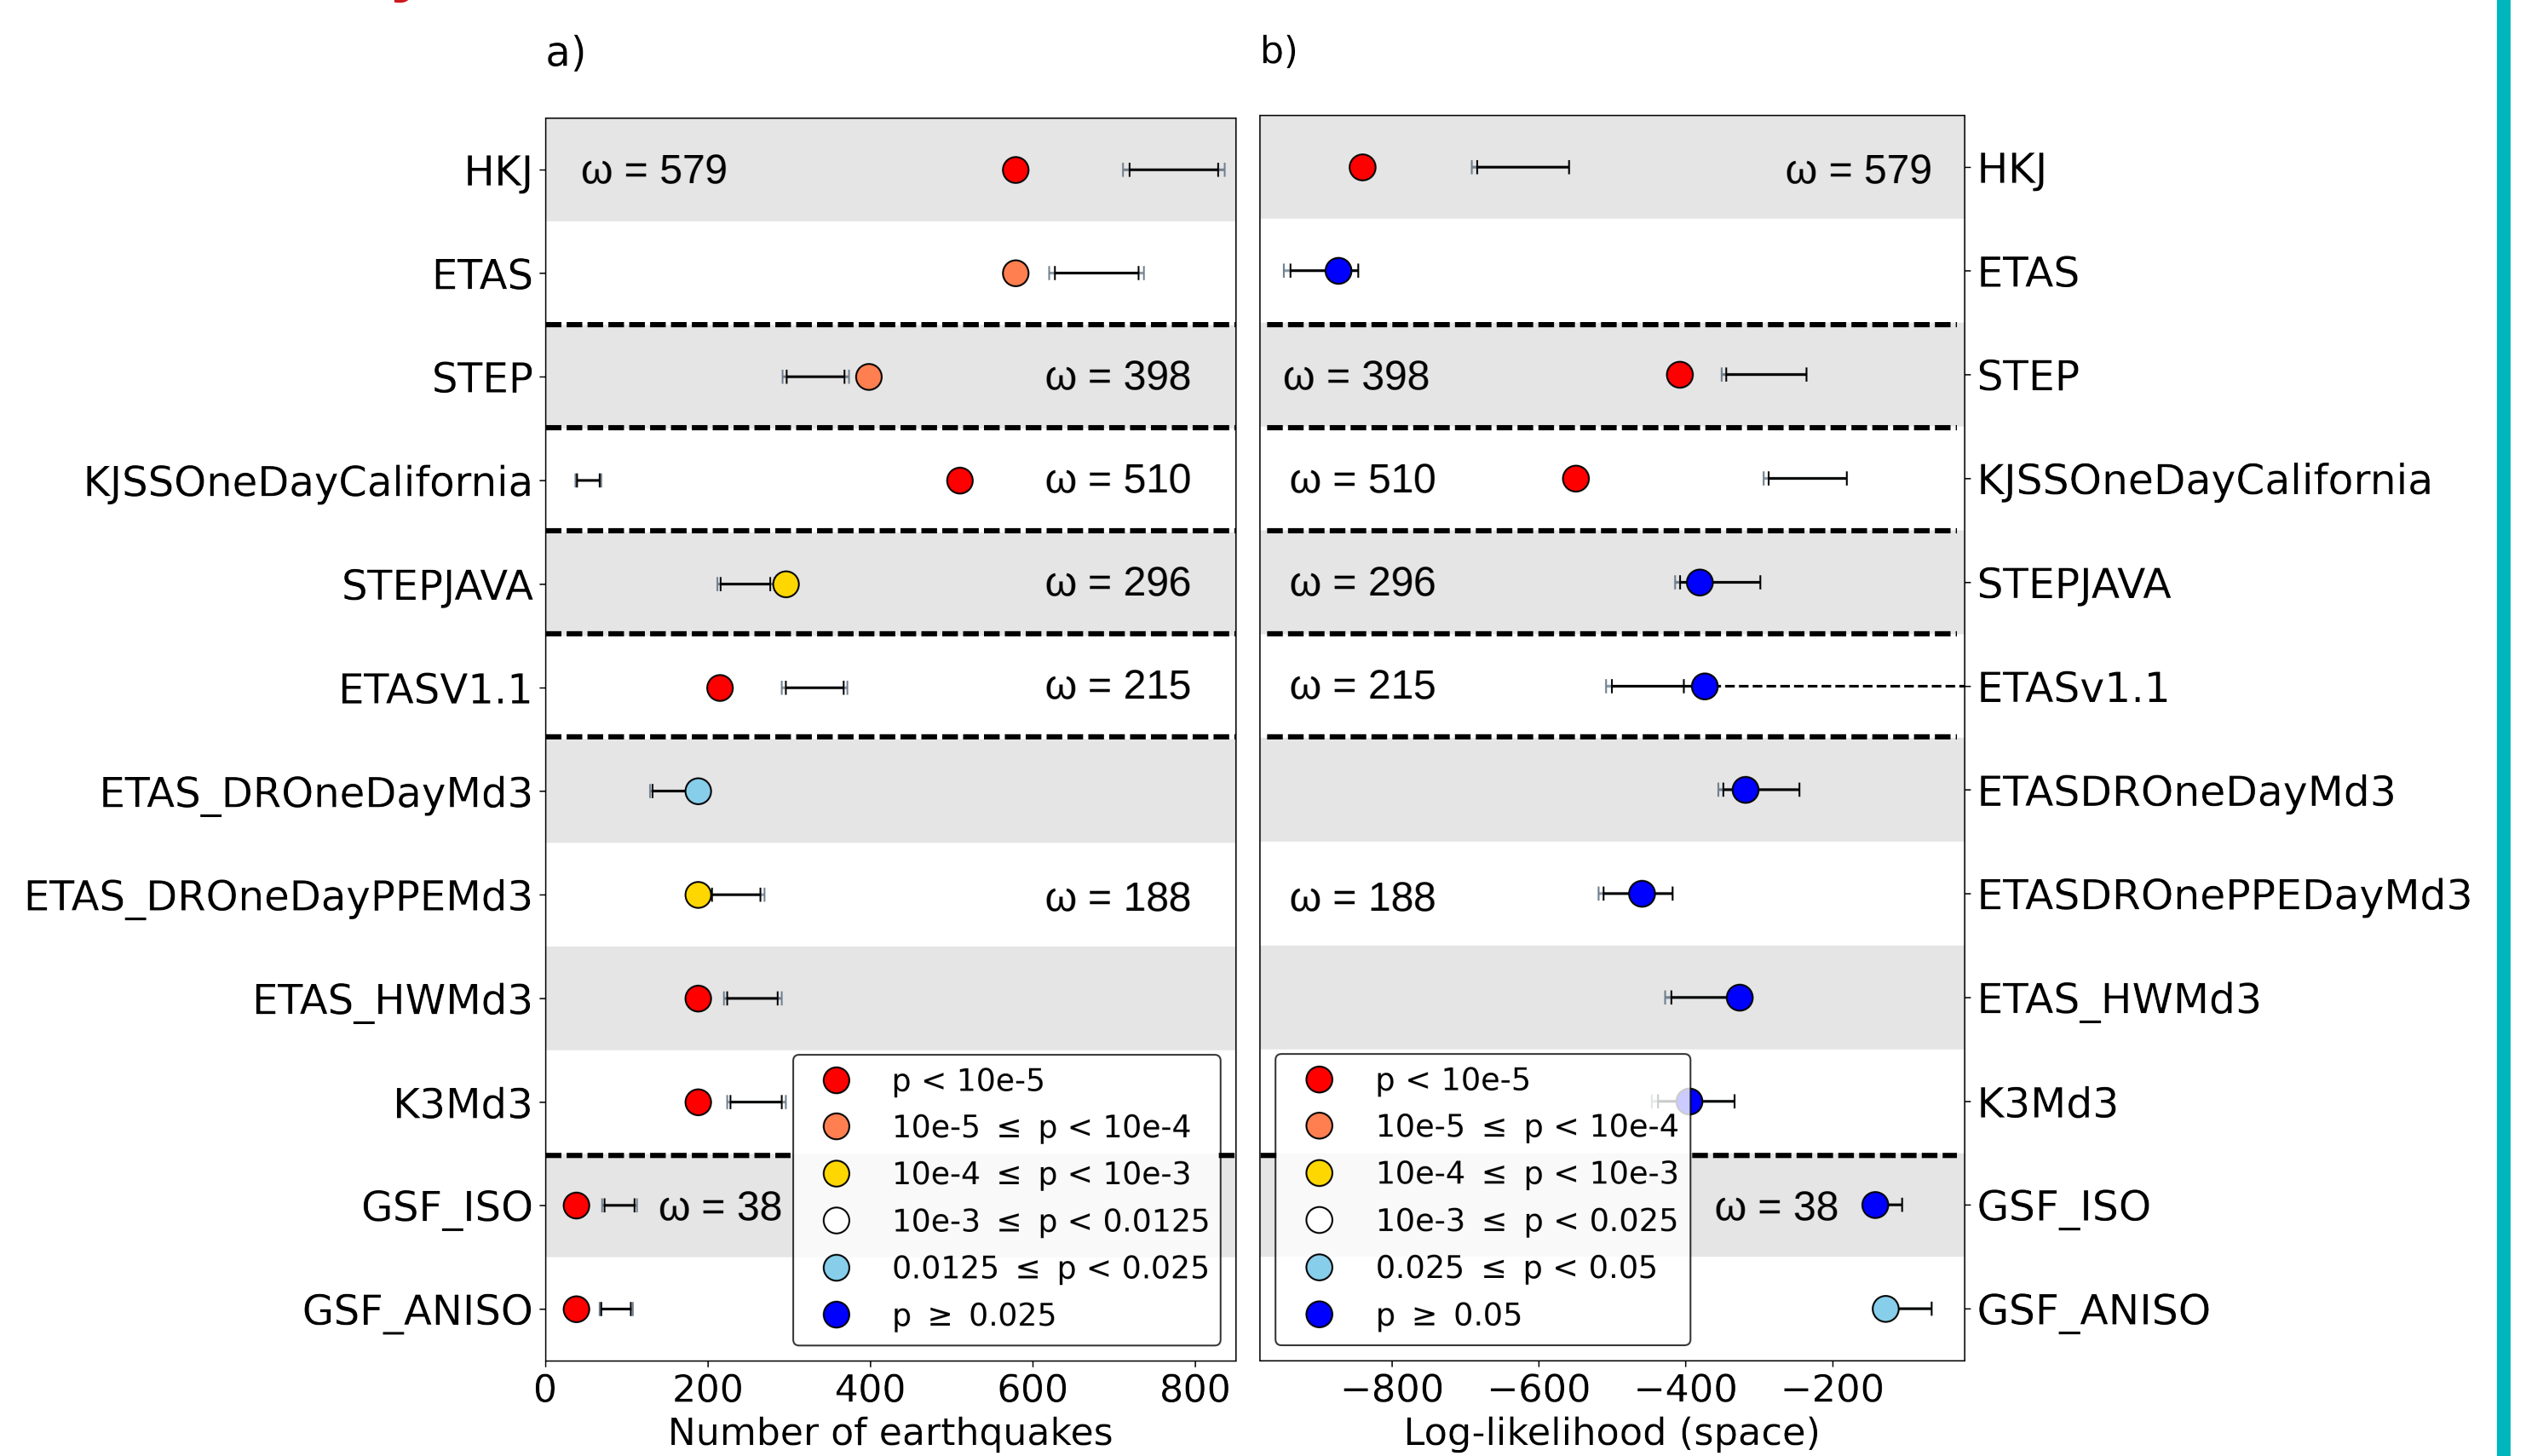 a)
b)
HKJ
ω = 579
ω = 579
HKJ
ETAS
ETAS
STEP
ω = 398
ω = 398
STEP
KJSSOneDayCalifornia
ω = 510
ω = 510
KJSSOneDayCalifornia
STEPJAVA
ω = 296
ω = 296
STEPJAVA
ETASV1.1
ω = 215
ω = 215
ETASv1.1
ETAS_DROneDayMd3
ETASDROneDayMd3
ETAS_DROneDayPPEMd3
ω = 188
ω = 188
ETASDROnePPEDayMd3
ETAS_HWMd3
ETAS_HWMd3
K3Md3
K3Md3
GSF_ISO
ω = 38
ω = 38
GSF_ISO
GSF_ANISO
GSF_ANISO
p < 10e-5
10e-5 ≤ p < 10e-4
10e-4 ≤ p < 10e-3
10e-3 ≤ p < 0.0125
0.0125 ≤ p < 0.025
p ≥ 0.025
p < 10e-5
10e-5 ≤ p < 10e-4
10e-4 ≤ p < 10e-3
10e-3 ≤ p < 0.025
0.025 ≤ p < 0.05
p ≥ 0.05
0 200 400 600 800
Number of earthquakes
−800 −600 −400 −200
Log-likelihood (space)